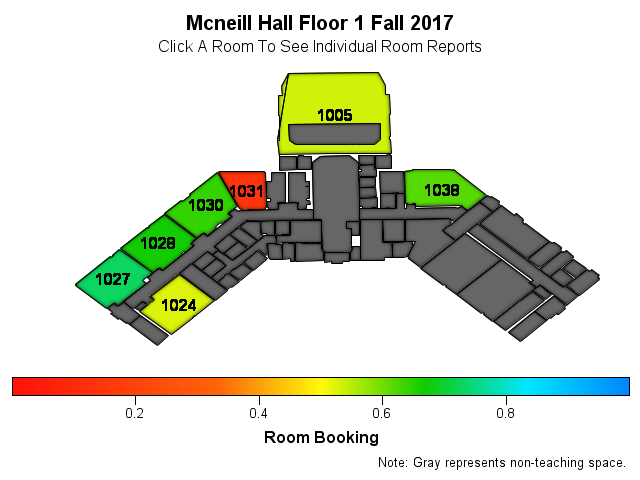 Mcneill Hall Floor 1 Fall 2017
Click A Room To See Individual Room Reports
1005
1031
1038
1030
1028
1027
1024
0.2 0.4 0.6 0.8
Room Booking
Note: Gray represents non-teaching space.